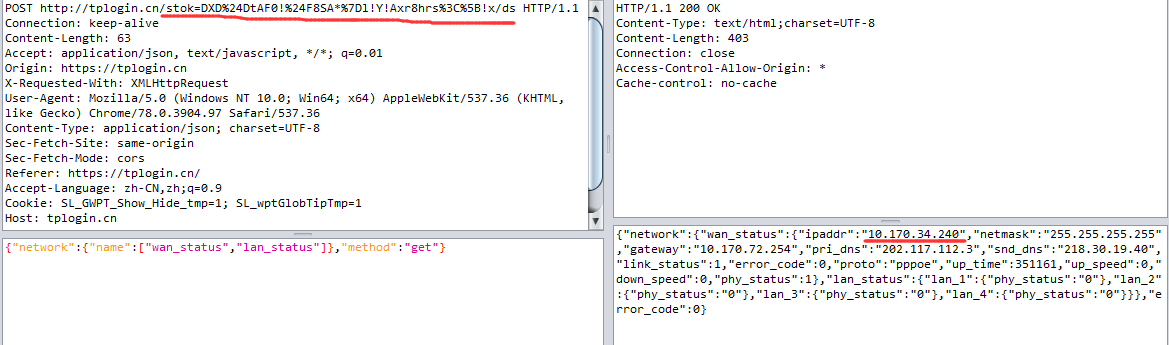 POST http://tplogin.cn/stok=DXD%24DtAF0!%24F8SA*%7Dl!Y!Axr8hrs%3C%5B!x/ds HTTP/1.1
Connection: keep-alive
Content-Length: 63
Accept: application/json, text/javascript, */*; q=0.01
Origin: https://tplogin.cn
X-Requested-With: XMLHttpRequest
User-Agent: Mozilla/5.0 (Windows NT 10.0; Win64; x64) AppleWebKit/537.36 (KHTML,
like Gecko) Chrome/78.0.3904.97 Safari/537.36
Content-Type: application/json; charset=UTF-8
Sec-Fetch-Site: same-origin
Sec-Fetch-Mode: cors
Referer: https://tplogin.cn/
Accept-Language: zh-CN,zh;q=0.9
Cookie: SL_GWPT_Show_Hide_tmp=1; SL_wptGlobTipTmp=1
Host: tplogin.cn
{"network":{"name":["wan_status","lan_status"]},"method":"get"}
HTTP/1.1 200 OK
Content-Type: text/html;charset=UTF-8
Content-Length: 403
Connection: close
Access-Control-Allow-Origin: *
Cache-control: no-cache
{"network":{"wan_status":{"ipaddr":"10.170.34.240","netmask":"255.255.255.255"
,"gateway":"10.170.72.254","pri_dns":"202.117.112.3","snd_dns":"218.30.19.40",
"link_status":1,"error_code":0,"proto":"pppoe","up_time":351161,"up_speed":0,"
down_speed":0,"phy_status":1},"lan_status":{"lan_1":{"phy_status":"0"},"lan_2"
:{"phy_status":"0"},"lan_3":{"phy_status":"0"},"lan_4":{"phy_status":"0"}}},"e
rror_code":0}